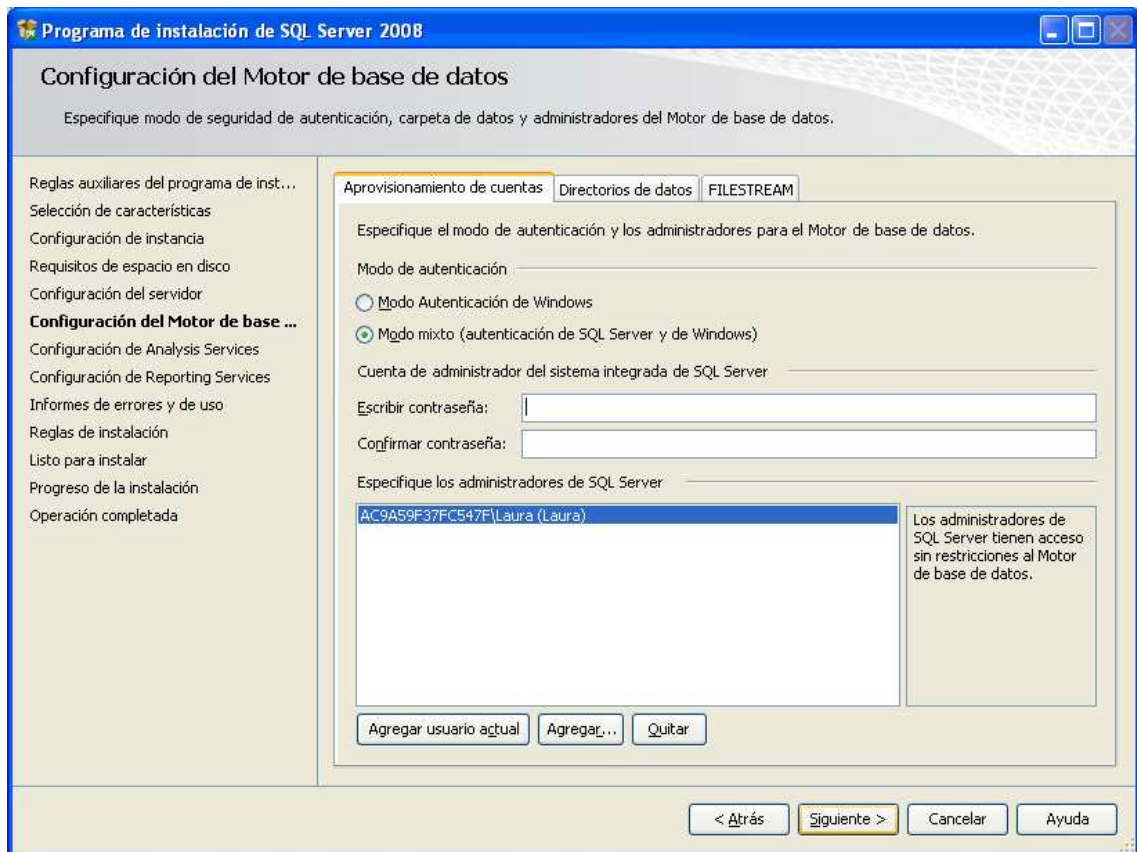 Programa de instalación de SQL Server 2008
Configuración del Motor de base de datos
Especifique modo de seguridad de autenticación, carpeta de datos y administradores del Motor de base de datos.
Reglas auxiliares del programa de inst...
Selección de características
Configuración de instancia
Requisitos de espacio en disco
Configuración del servidor
Configuración del Motor de base ...
Configuración de Analysis Services
Configuración de Reporting Services
Informes de errores y de uso
Reglas de instalación
Listo para instalar
Progreso de la instalación
Operación completada
Aprovisionamiento de cuentas
Directorios de datos
FILESTREAM
Especifique el modo de autenticación y los administradores para el Motor de base de datos.
Modo de autenticación
Modo Autenticación de Windows
Modo mixto (autenticación de SQL Server y de Windows)
Cuenta de administrador del sistema integrada de SQL Server
Escribir contraseña:
Confirmar contraseña:
Especifique los administradores de SQL Server
AC9A59F37FC547F\Laura (Laura)
Los administradores de
SQL Server tienen acceso
sin restricciones al Motor
de base de datos.
Agregar usuario actual
Agregar...
Quitar
< Atrás
Siguiente >
Cancelar
Ayuda